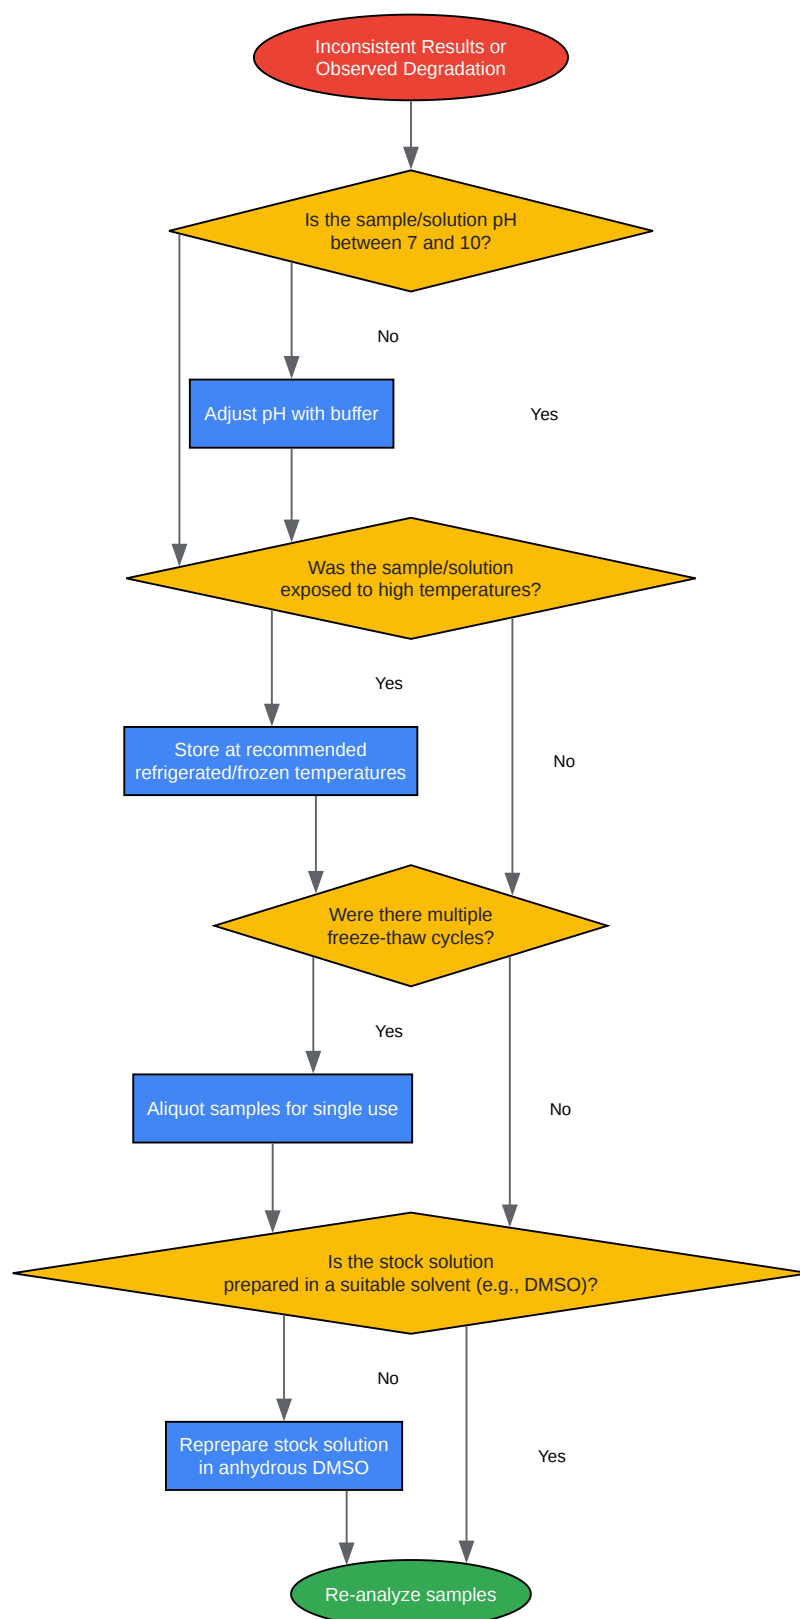 Inconsistent Results or
Observed Degradation
Is the sample/solution pH
between 7 and 10?
No
Adjust pH with buffer
Yes
Was the sample/solution
exposed to high temperatures?
Yes
Store at recommended
refrigerated/frozen temperatures
No
Were there multiple
freeze-thaw cycles?
Yes
Aliquot samples for single use
No
Is the stock solution
prepared in a suitable solvent (e.g., DMSO)?
No
Reprepare stock solution
in anhydrous DMSO
Yes
Re-analyze samples